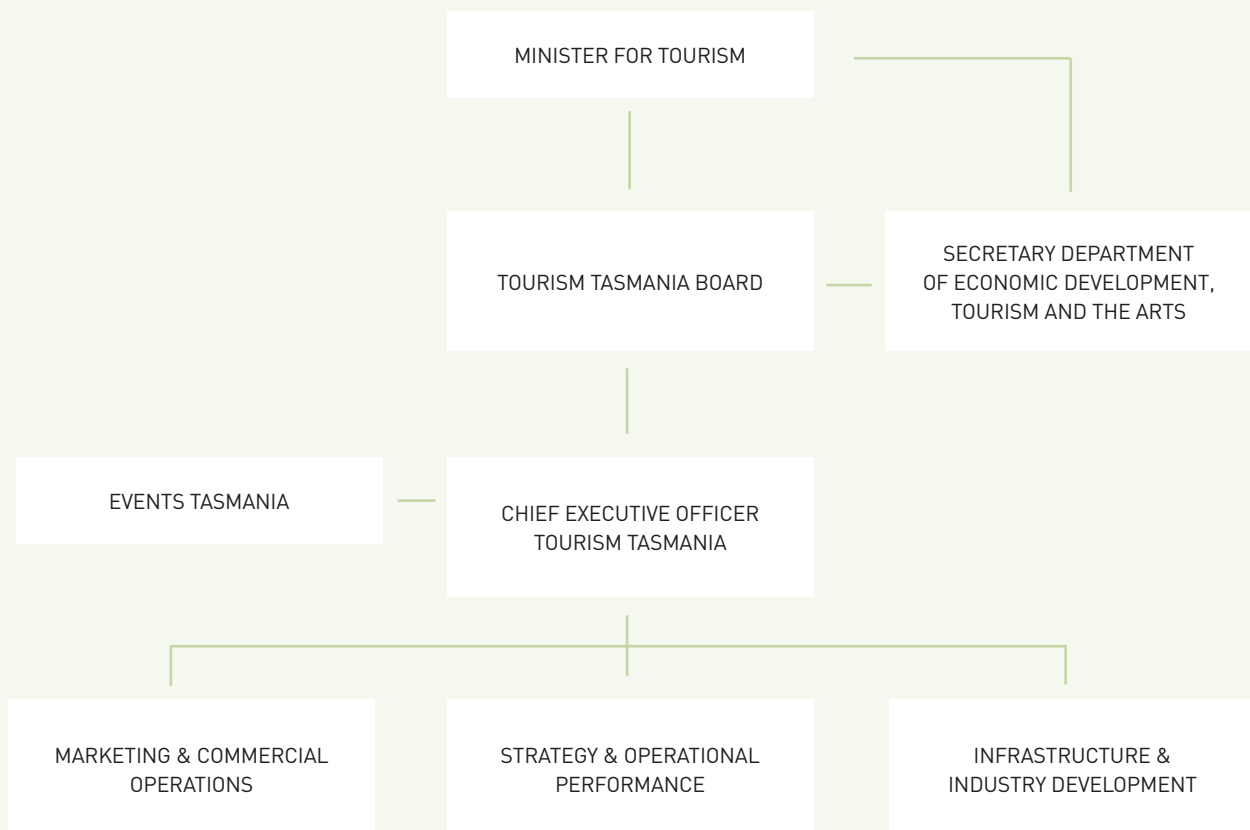 MINISTER FOR TOURISM
TOURISM TASMANIA BOARD
SECRETARY DEPARTMENT
OF ECONOMIC DEVELOPMENT,
TOURISM AND THE ARTS
EVENTS TASMANIA
CHIEF EXECUTIVE OFFICER
TOURISM TASMANIA
MARKETING & COMMERCIAL
OPERATIONS
STRATEGY & OPERATIONAL
PERFORMANCE
INFRASTRUCTURE &
INDUSTRY DEVELOPMENT